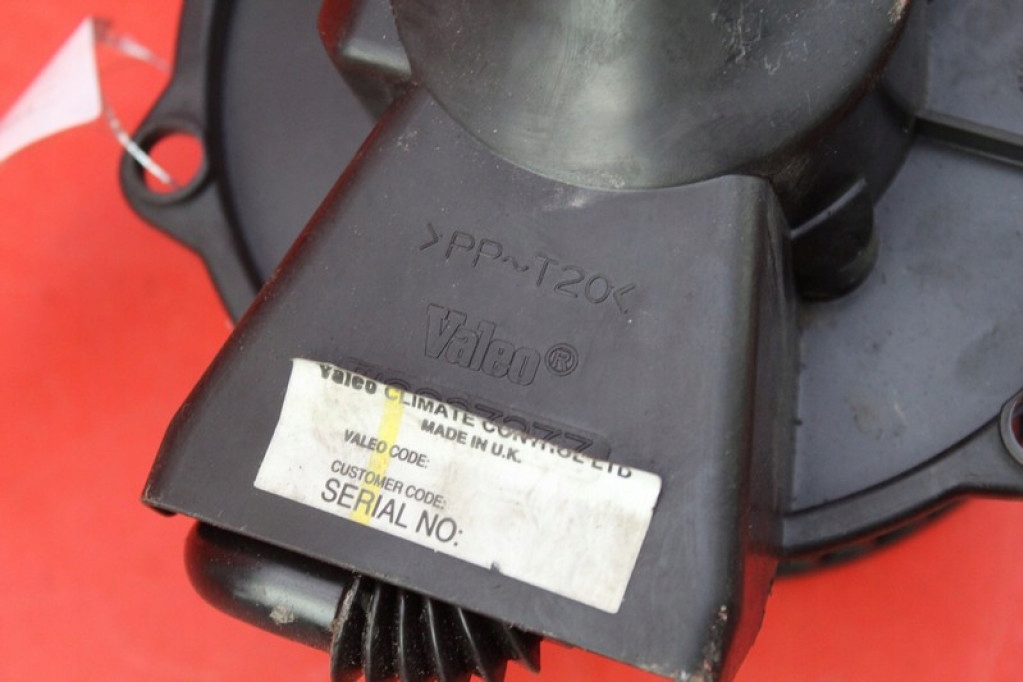 >PP~T20<
Valeo®
Valeo CLIMATE CONTROL LTD
MADE IN U.K.
VALEO CODE:
CUSTOMER CODE:
SERIAL NO: